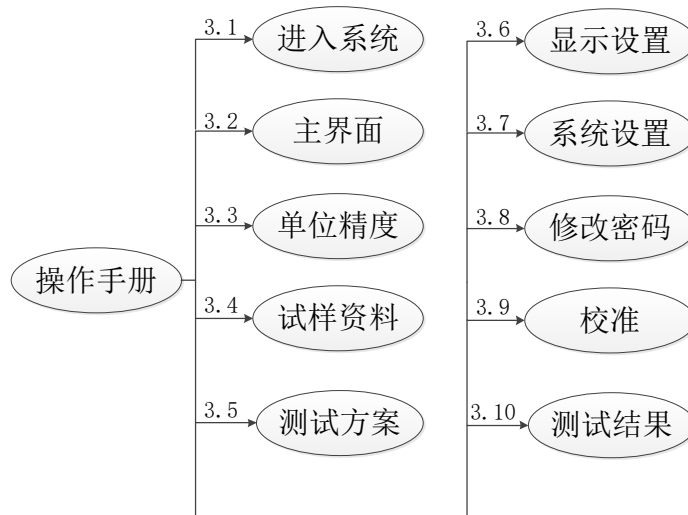 操作手册
3.1
进入系统
3.2
主界面
3.3
单位精度
3.4
试样资料
3.5
测试方案
3.6
显示设置
3.7
系统设置
3.8
修改密码
3.9
校准
3.10
测试结果